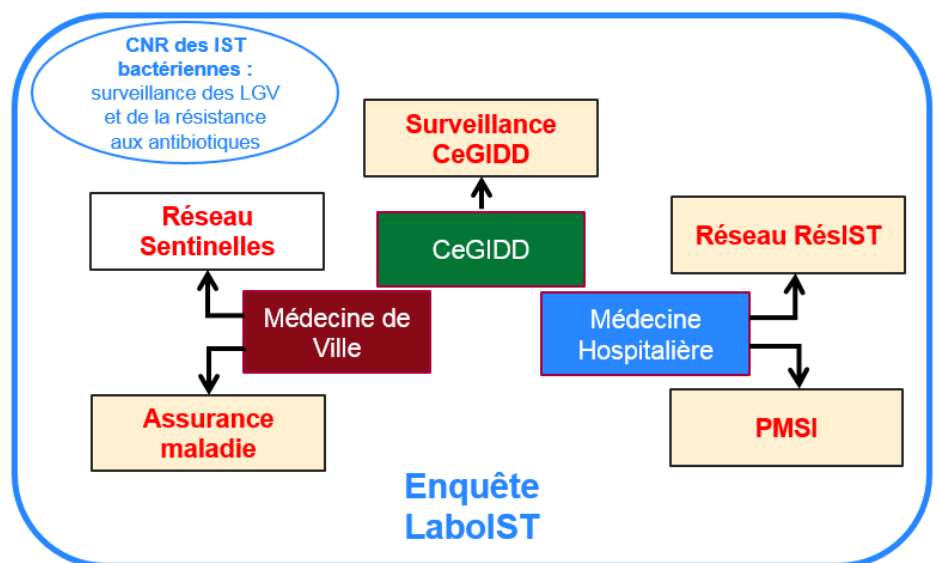 CNR des IST
bactériennes :
surveillance des LGV
et de la résistance
aux antibiotiques
Surveillance
CeGIDD
Réseau
Sentinelles
CeGIDD
Réseau RésIST
Médecine de
Ville
Médecine
Hospitalière
Assurance
maladie
PMSI
Enquête
LaboIST